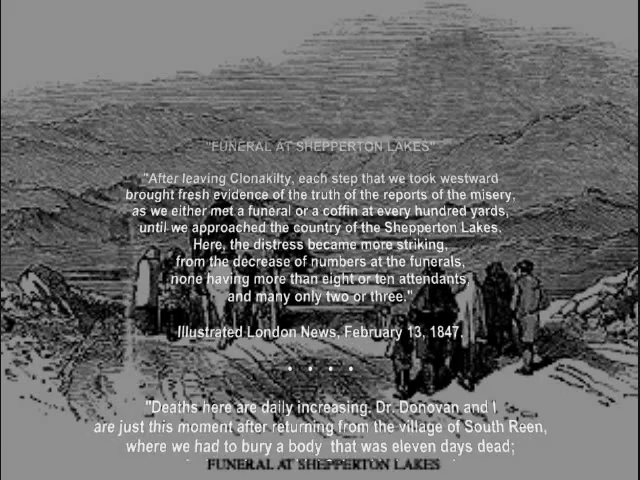 "FUNERAL AT SHEPPERTON LAKES"
"After leaving Clonakilty, each step that we took westward
brought fresh evidence of the truth of the reports of the misery,
as we either met a funeral or a coffin at every hundred yards,
until we approached the country of the Shepperton Lakes.
Here, the distress became more striking,
from the decrease of numbers at the funerals,
none having more than eight or ten attendants,
and many only two or three."
Illustrated London News, February 13, 1847.
. . . .
"Deaths here are daily increasing. Dr. Donovan and I
are just this moment after returning from the village of South Reen,
where we had to bury a body that was eleven days dead;
FUNERAL AT SHEPPERTON LAKES